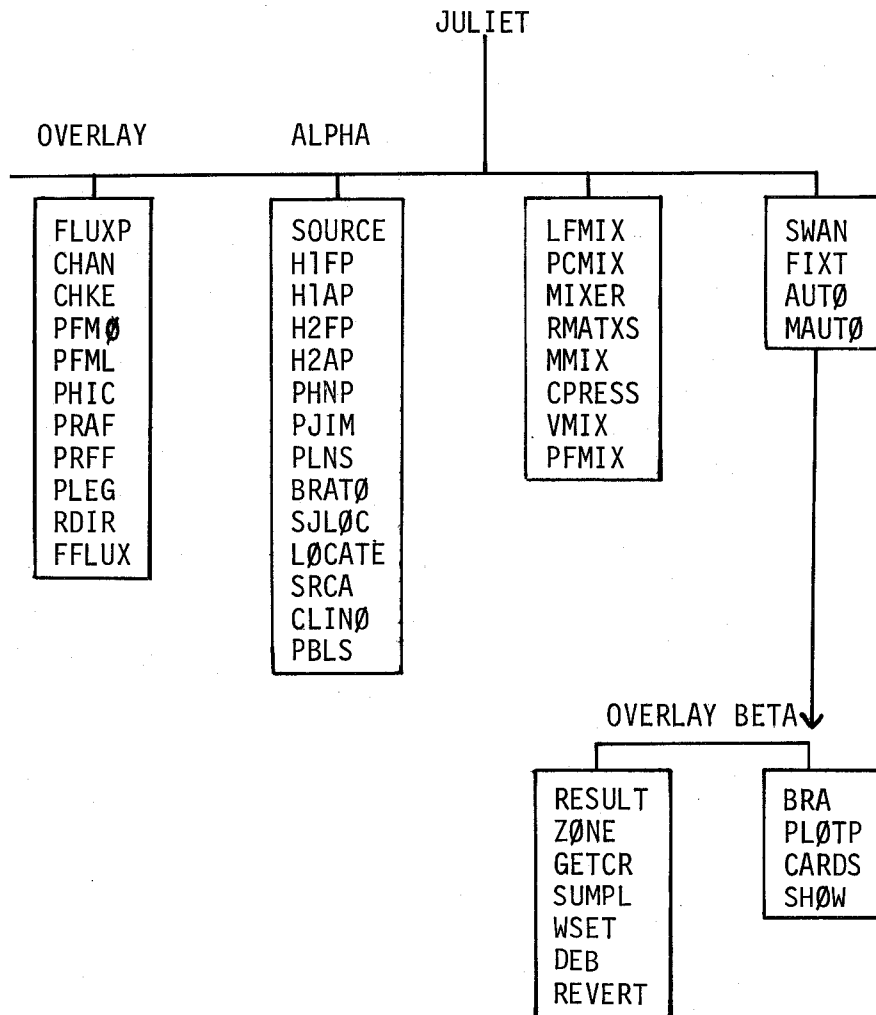 JULIET
OVERLAY ALPHA
FLUXP
CHAN
CHKE
PFMØ
PFML
PHIC
PRAF
PRFF
PLEG
RDIR
FFLUX
SOURCE
H1FP
H1AP
H2FP
H2AP
PHNP
PJIM
PLNS
BRATØ
SJLØC
LØCATE
SRCA
CLINØ
PBLS
LFMIX
PCMIX
MIXER
RMATXS
MMIX
CPRESS
VMIX
PFMIX
SWAN
FIXT
AUTØ
MAUTØ
OVERLAY BETA
RESULT
ZØNE
GETCR
SUMPL
WSET
DEB
REVERT
BRA
PLØTP
CARDS
SHØW